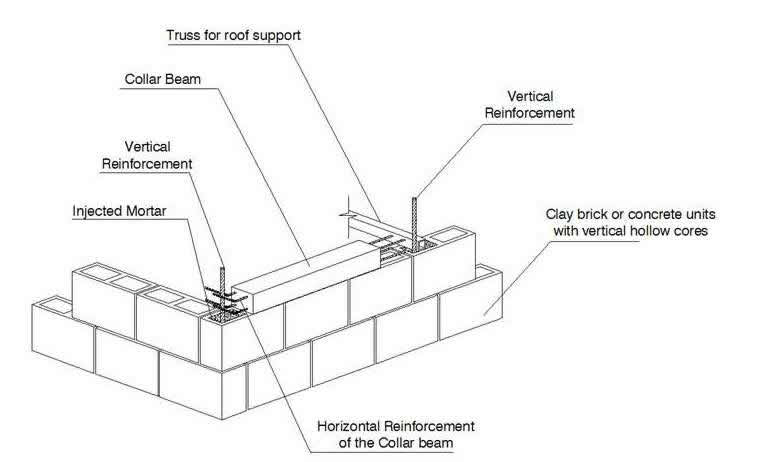 Truss for roof support
Collar Beam
Vertical
Reinforcement
Vertical
Reinforcement
Injected Mortar
Clay brick or concrete units
with vertical hollow cores
Horizontal Reinforcement
of the Collar beam